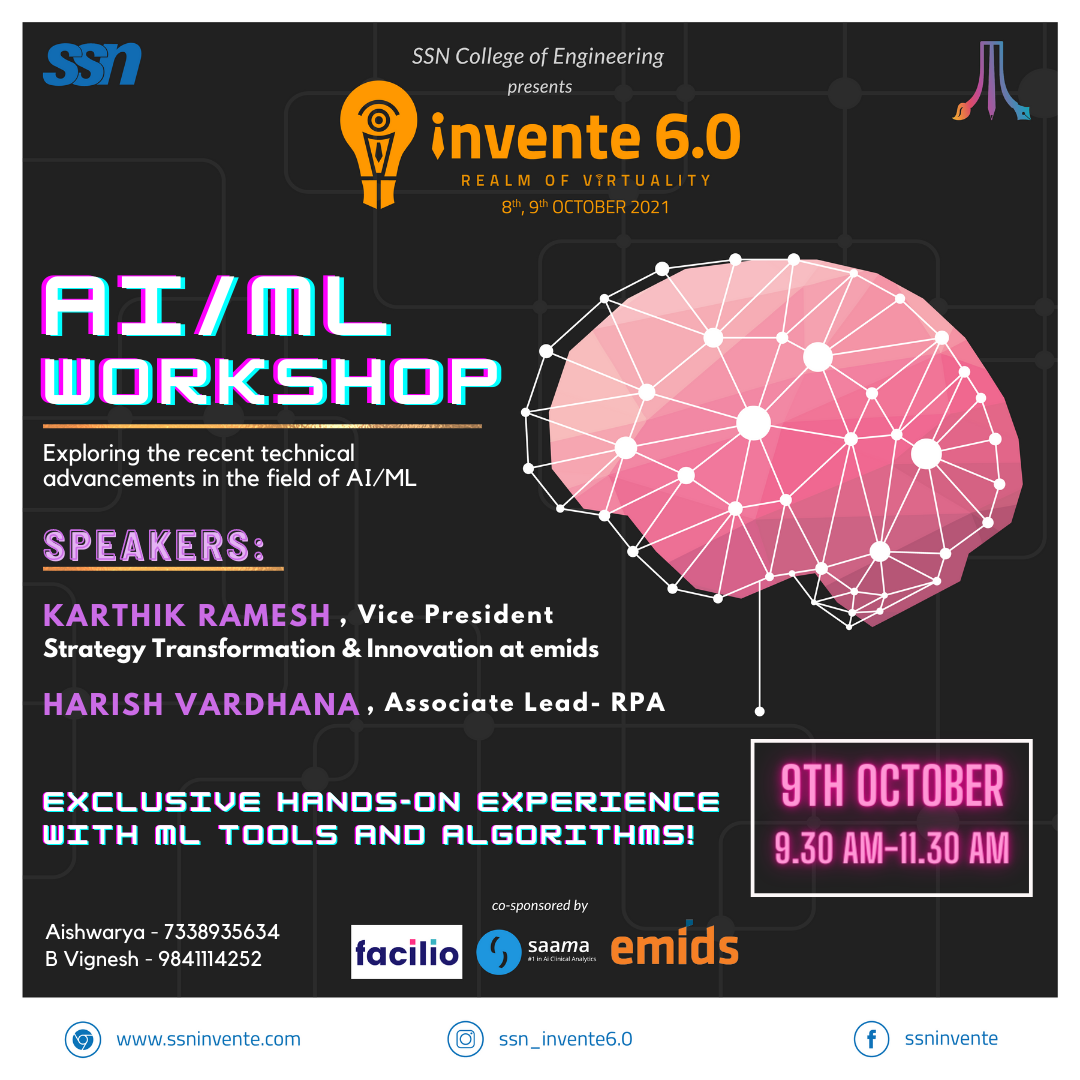 ssn
SSN College of Engineering
presents
invente 6.0
REALM OF VIRTUALITY
8th, 9th OCTOBER 2021
AI/ML
WORKSHOP
Exploring the recent technical
advancements in the field of AI/ML
SPEAKERS:
KARTHIK RAMESH , Vice President
Strategy Transformation & Innovation at emids
HARISH VARDHANA , Associate Lead- RPA
EXCLUSIVE HANDS-ON EXPERIENCE
WITH ML TOOLS AND ALGORITHMS!
9TH OCTOBER
9.30 AM-11.30 AM
Aishwarya - 7338935634
B Vignesh - 9841114252
co-sponsored by
facilio
saama
#1 in Ai Clinical Analytics
emids
www.ssninvente.com
ssn_invente6.0
ssninvente